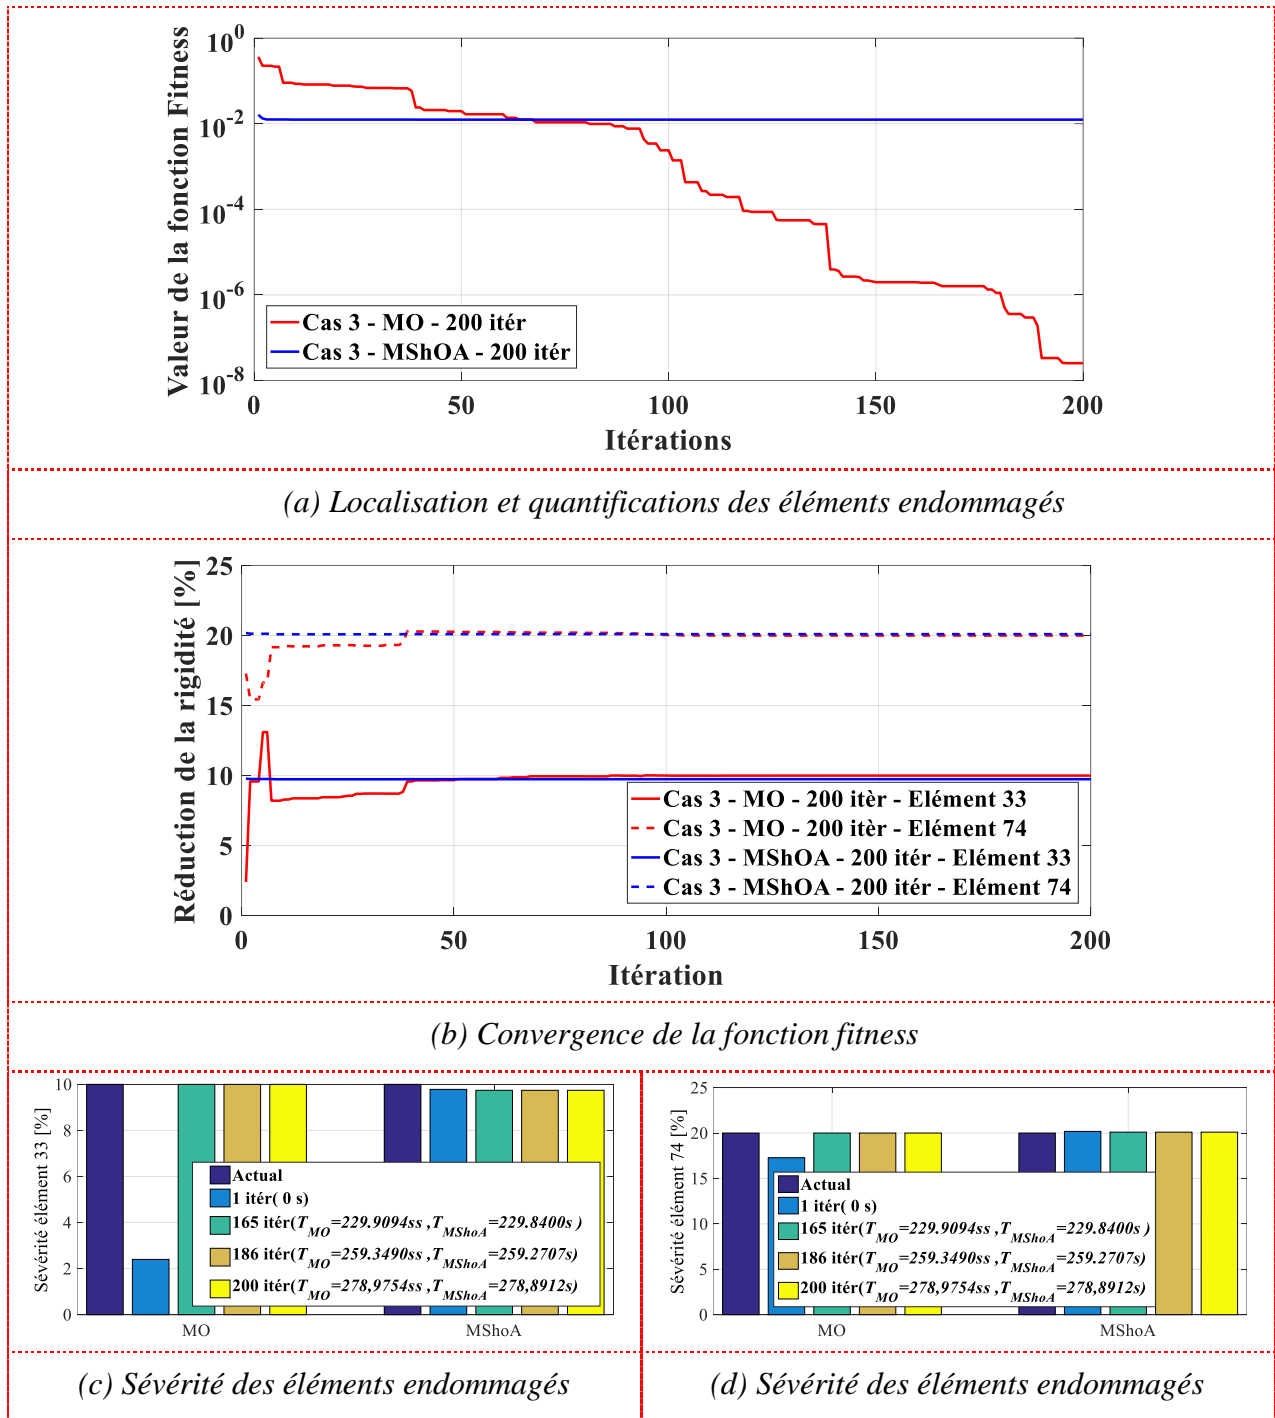 Valeur de la fonction Fitness
10^0
10^-2
10^-4
10^-6
10^-8
Cas 3 - MO - 200 itér
Cas 3 - MShOA - 200 itér
0 50 100 150 200
Itérations
(a) Localisation et quantifications des éléments endommagés
Réduction de la rigidité [%]
25
20
15
10
5
0
Cas 3 - MO - 200 itèr - Elément 33
Cas 3 - MO - 200 itèr - Elément 74
Cas 3 - MShOA - 200 itér - Elément 33
Cas 3 - MShOA - 200 itér - Elément 74
0 50 100 150 200
Itération
(b) Convergence de la fonction fitness
Sévérité élément 33 [%]
10
8
6
4
2
0
Actual
1 itér( 0 s)
165 itér(T_MO=229.9094ss ,T_MShoA=229.8400s )
186 itér(T_MO=259.3490ss ,T_MShoA=259.2707s)
200 itér(T_MO=278,9754ss ,T_MShoA=278,8912s)
MO MShoA
(c) Sévérité des éléments endommagés
Sévérité élément 74 [%]
25
20
15
10
5
0
Actual
1 itér( 0 s)
165 itér(T_MO=229.9094ss ,T_MShoA=229.8400s )
186 itér(T_MO=259.3490ss ,T_MShoA=259.2707s)
200 itér(T_MO=278,9754ss ,T_MShoA=278,8912s)
MO MShoA
(d) Sévérité des éléments endommagés